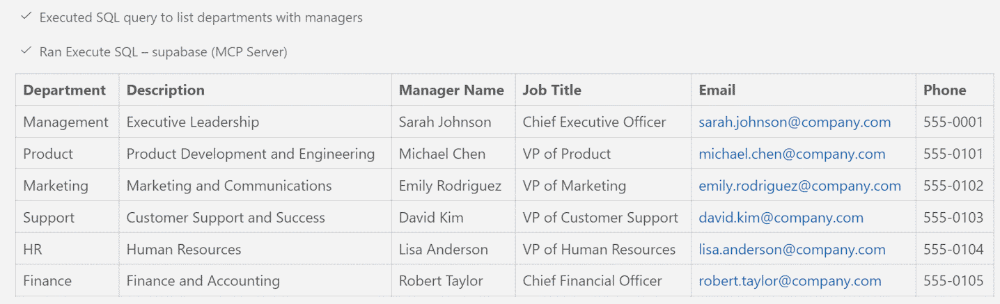 Executed SQL query to list departments with managers
Ran Execute SQL – supabase (MCP Server)
Department Description Manager Name Job Title Email Phone
Management Executive Leadership Sarah Johnson Chief Executive Officer sarah.johnson@company.com 555-0001
Product Product Development and Engineering Michael Chen VP of Product michael.chen@company.com 555-0101
Marketing Marketing and Communications Emily Rodriguez VP of Marketing emily.rodriguez@company.com 555-0102
Support Customer Support and Success David Kim VP of Customer Support david.kim@company.com 555-0103
HR Human Resources Lisa Anderson VP of Human Resources lisa.anderson@company.com 555-0104
Finance Finance and Accounting Robert Taylor Chief Financial Officer robert.taylor@company.com 555-0105